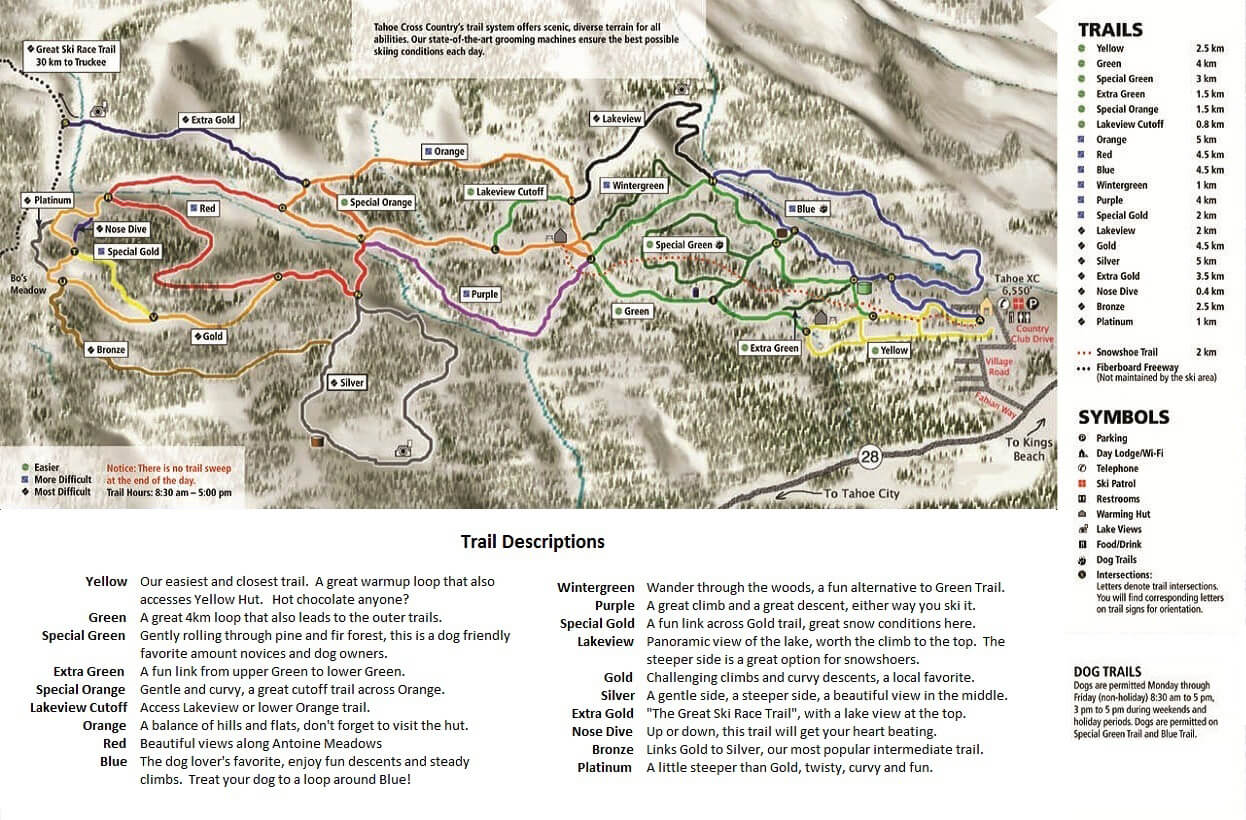 Tahoe Cross Country's trail system offers scenic, diverse terrain for all
abilities. Our state-of-the-art grooming machines ensure the best possible
skiing conditions each day.
Great Ski Race Trail
30 km to Truckee
Extra Gold
Lakeview
Orange
Platinum
Red
Special Orange
Lakeview Cutoff
Wintergreen
Blue
Nose Dive
Special Gold
Special Green
Bo's
Meadow
Purple
Green
Tahoe XC
6,550'
Country
Club Drive
Gold
Bronze
Extra Green
Yellow
Village
Road
Silver
Fabian Way
To Kings
Beach
28
To Tahoe City
Easier
More Difficult
Most Difficult
Notice: There is no trail sweep
at the end of the day.
Trail Hours: 8:30 am – 5:00 pm
TRAILS
Yellow 2.5 km
Green 4 km
Special Green 3 km
Extra Green 1.5 km
Special Orange 1.5 km
Lakeview Cutoff 0.8 km
Orange 5 km
Red 4.5 km
Blue 4.5 km
Wintergreen 1 km
Purple 4 km
Special Gold 2 km
Lakeview 2 km
Gold 4.5 km
Silver 5 km
Extra Gold 3.5 km
Nose Dive 0.4 km
Bronze 2.5 km
Platinum 1 km
Snowshoe Trail 2 km
Fiberboard Freeway
(Not maintained by the ski area)
SYMBOLS
Parking
Day Lodge/Wi-Fi
Telephone
Ski Patrol
Restrooms
Warming Hut
Lake Views
Food/Drink
Dog Trails
Intersections:
Letters denote trail intersections.
You will find corresponding letters
on trail signs for orientation.
DOG TRAILS
Dogs are permitted Monday through
Friday (non-holiday) 8:30 am to 5 pm,
3 pm to 5 pm during weekends and
holiday periods. Dogs are permitted on
Special Green Trail and Blue Trail.
Trail Descriptions
Yellow Our easiest and closest trail. A great warmup loop that also
accesses Yellow Hut. Hot chocolate anyone?
Green A great 4km loop that also leads to the outer trails.
Special Green Gently rolling through pine and fir forest, this is a dog friendly
favorite amount novices and dog owners.
Extra Green A fun link from upper Green to lower Green.
Special Orange Gentle and curvy, a great cutoff trail across Orange.
Lakeview Cutoff Access Lakeview or lower Orange trail.
Orange A balance of hills and flats, don't forget to visit the hut.
Red Beautiful views along Antoine Meadows
Blue The dog lover's favorite, enjoy fun descents and steady
climbs. Treat your dog to a loop around Blue!
Wintergreen Wander through the woods, a fun alternative to Green Trail.
Purple A great climb and a great descent, either way you ski it.
Special Gold A fun link across Gold trail, great snow conditions here.
Lakeview Panoramic view of the lake, worth the climb to the top. The
steeper side is a great option for snowshoers.
Gold Challenging climbs and curvy descents, a local favorite.
Silver A gentle side, a steeper side, a beautiful view in the middle.
Extra Gold "The Great Ski Race Trail", with a lake view at the top.
Nose Dive Up or down, this trail will get your heart beating.
Bronze Links Gold to Silver, our most popular intermediate trail.
Platinum A little steeper than Gold, twisty, curvy and fun.